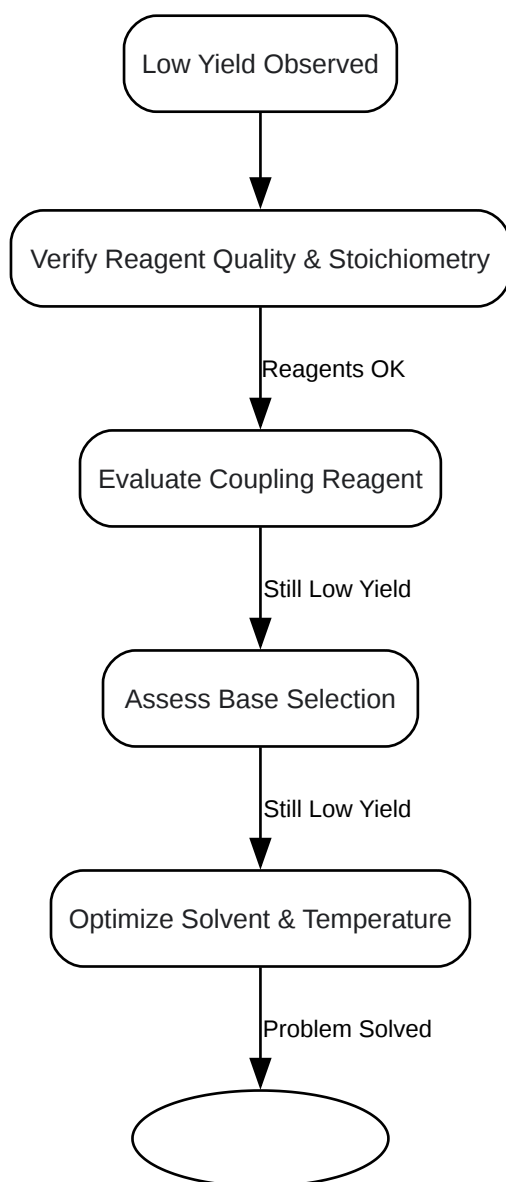 Low Yield Observed
Verify Reagent Quality & Stoichiometry
Reagents OK
Evaluate Coupling Reagent
Still Low Yield
Assess Base Selection
Still Low Yield
Optimize Solvent & Temperature
Problem Solved